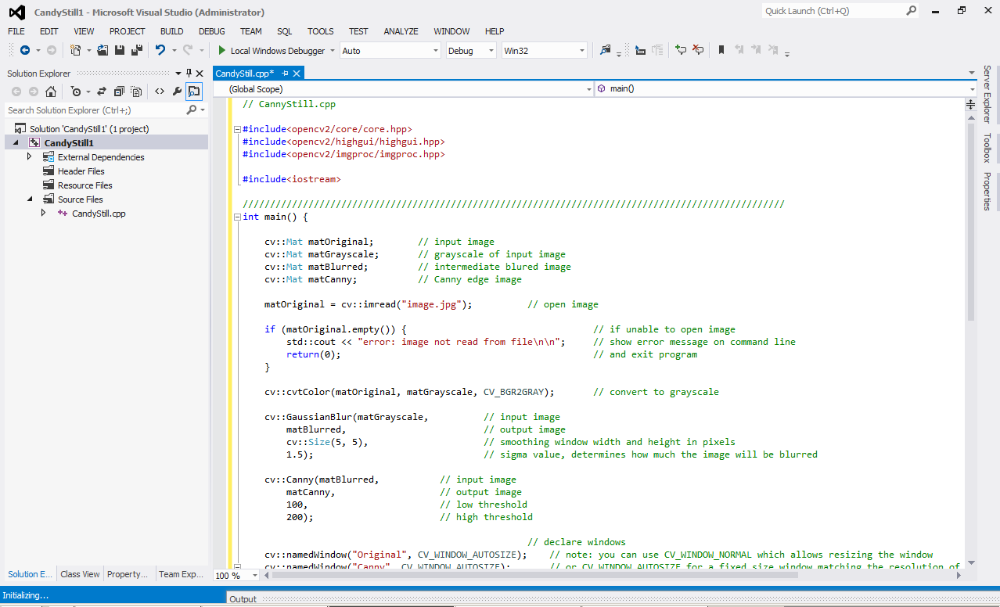 CandyStill1 - Microsoft Visual Studio (Administrator)
Quick Launch (Ctrl+Q)
FILE EDIT VIEW PROJECT BUILD DEBUG TEAM SQL TOOLS TEST ANALYZE WINDOW HELP
Local Windows Debugger Auto Debug Win32
Solution Explorer
Search Solution Explorer (Ctrl+;)
Solution 'CandyStill1' (1 project)
CandyStill1
External Dependencies
Header Files
Resource Files
Source Files
CandyStill.cpp
Solution E... Class View Property... Team Exp...
CandyStill.cpp*
(Global Scope) main()
// CannyStill.cpp
#include<opencv2/core/core.hpp>
#include<opencv2/highgui/highgui.hpp>
#include<opencv2/imgproc/imgproc.hpp>
#include<iostream>
///////////////////////////////////////////////////////////////////////////////////////////////////
int main() {
cv::Mat matOriginal; // input image
cv::Mat matGrayscale; // grayscale of input image
cv::Mat matBlurred; // intermediate blured image
cv::Mat matCanny; // Canny edge image
matOriginal = cv::imread("image.jpg"); // open image
if (matOriginal.empty()) { // if unable to open image
std::cout << "error: image not read from file\n\n"; // show error message on command line
return(0); // and exit program
}
cv::cvtColor(matOriginal, matGrayscale, CV_BGR2GRAY); // convert to grayscale
cv::GaussianBlur(matGrayscale, // input image
matBlurred, // output image
cv::Size(5, 5), // smoothing window width and height in pixels
1.5); // sigma value, determines how much the image will be blurred
cv::Canny(matBlurred, // input image
matCanny, // output image
100, // low threshold
200); // high threshold
// declare windows
cv::namedWindow("Original", CV_WINDOW_AUTOSIZE); // note: you can use CV_WINDOW_NORMAL which allows resizing the window
cv::namedWindow("Canny", CV_WINDOW_AUTOSIZE); // or CV_WINDOW_AUTOSIZE for a fixed size window matching the resolution of
100 %
Server Explorer
Toolbox
Properties
Initializing...
Output